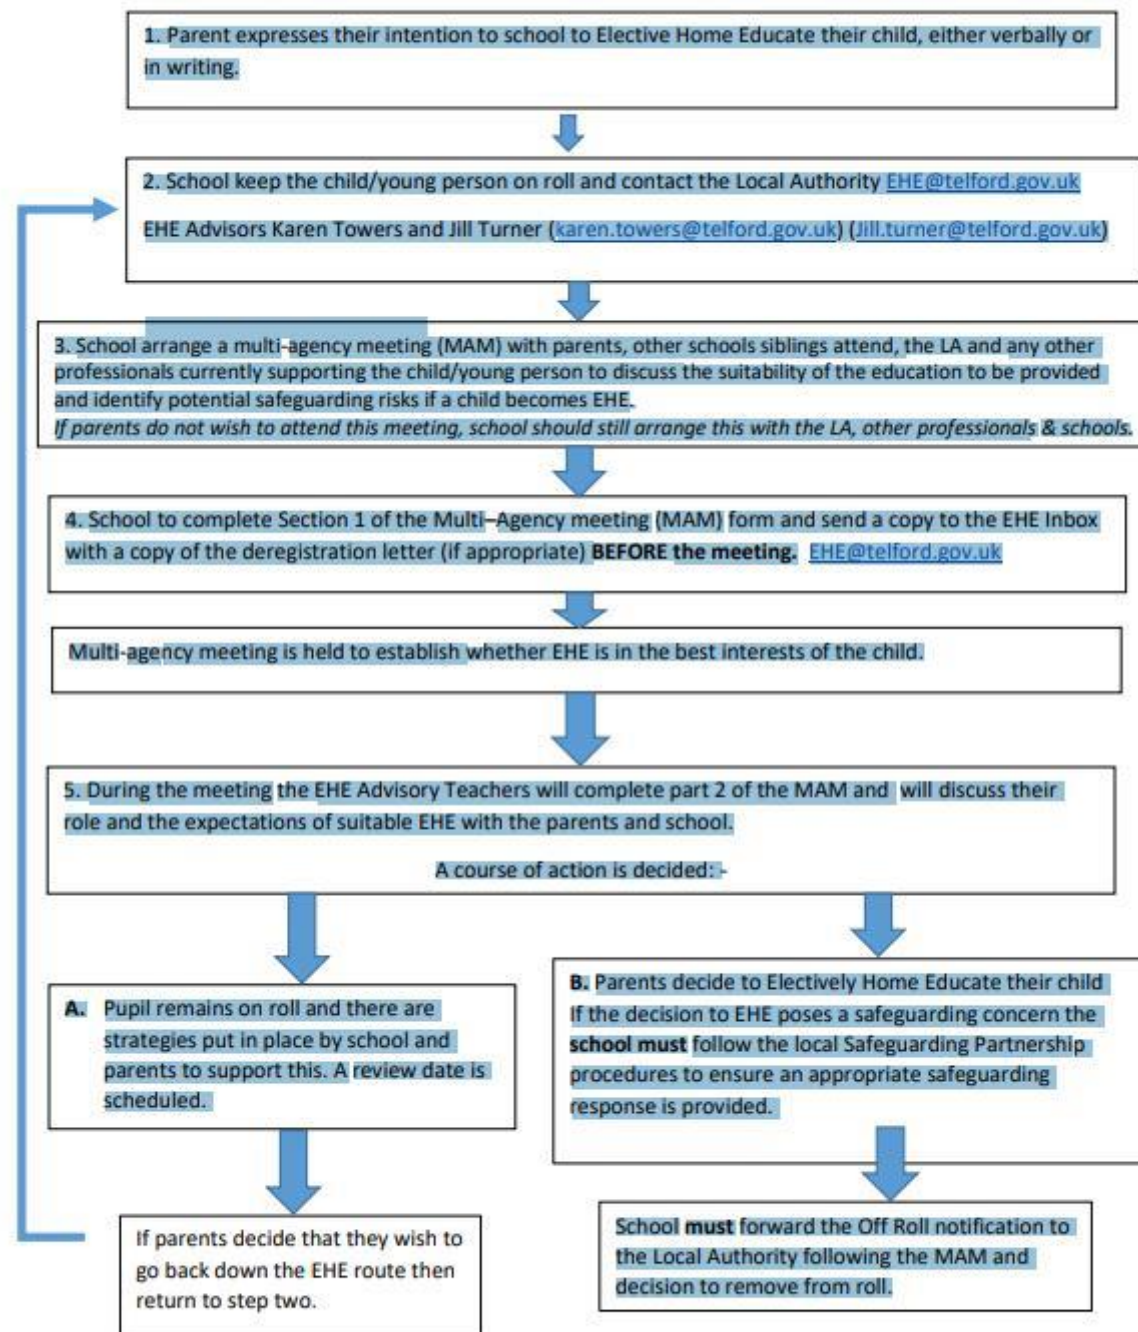 1. Parent expresses their intention to school to Elective Home Educate their child, either verbally or
in writing.
2. School keep the child/young person on roll and contact the Local Authority EHE@telford.gov.uk
EHE Advisors Karen Towers and Jill Turner (karen.towers@telford.gov.uk) (Jill.turner@telford.gov.uk)
3. School arrange a multi-agency meeting (MAM) with parents, other schools siblings attend, the LA and any other
professionals currently supporting the child/young person to discuss the suitability of the education to be provided
and identify potential safeguarding risks if a child becomes EHE.
If parents do not wish to attend this meeting, school should still arrange this with the LA, other professionals & schools.
4. School to complete Section 1 of the Multi–Agency meeting (MAM) form and send a copy to the EHE Inbox
with a copy of the deregistration letter (if appropriate) BEFORE the meeting. EHE@telford.gov.uk
Multi-agency meeting is held to establish whether EHE is in the best interests of the child.
5. During the meeting the EHE Advisory Teachers will complete part 2 of the MAM and will discuss their
role and the expectations of suitable EHE with the parents and school.
A course of action is decided: -
A. Pupil remains on roll and there are
strategies put in place by school and
parents to support this. A review date is
scheduled.
If parents decide that they wish to
go back down the EHE route then
return to step two.
B. Parents decide to Electively Home Educate their child
If the decision to EHE poses a safeguarding concern the
school must follow the local Safeguarding Partnership
procedures to ensure an appropriate safeguarding
response is provided.
School must forward the Off Roll notification to
the Local Authority following the MAM and
decision to remove from roll.